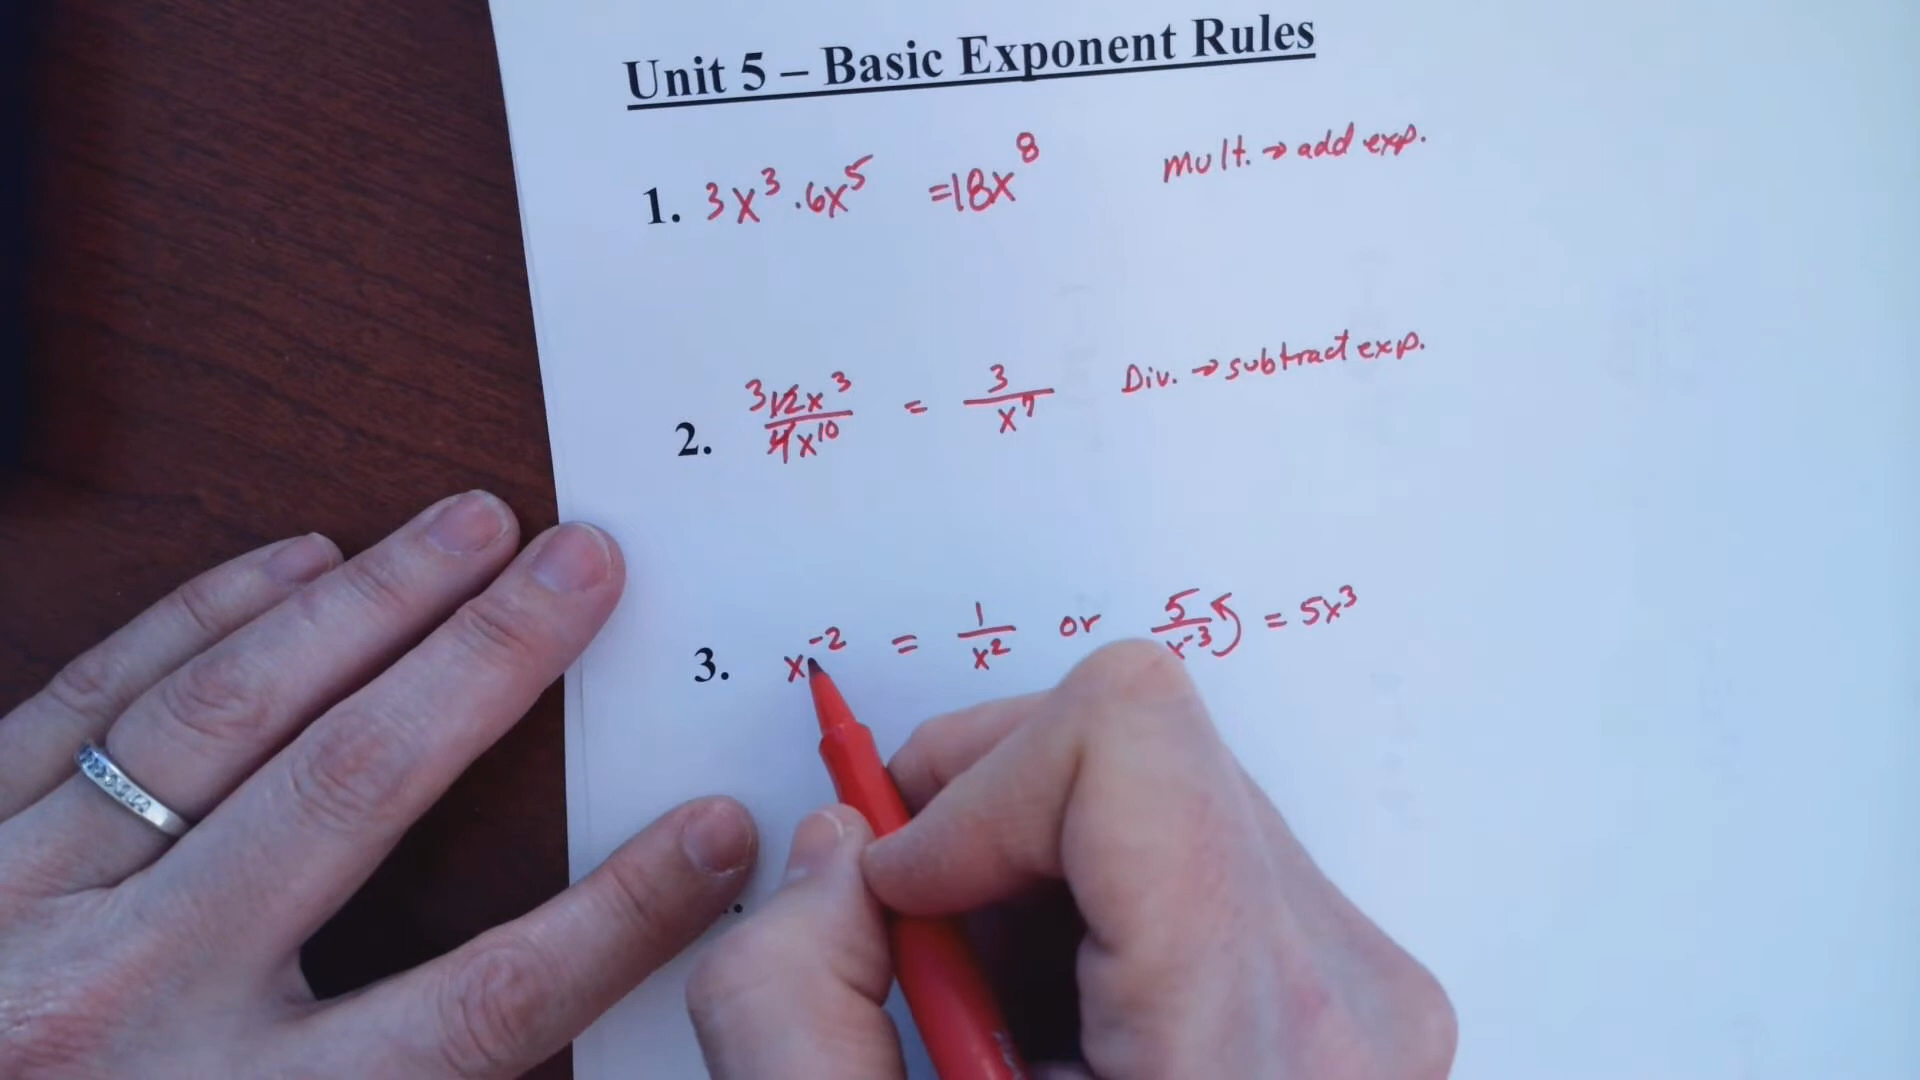 Unit 5 – Basic Exponent Rules
1. 3x³ · 6x⁵ = 18x⁸ mult. → add exp.
2. 3 12x³ / 4x¹⁰ = 3 / x⁷ Div. → subtract exp.
3. x⁻² = 1 / x² or 5 / x⁻³ = 5x³